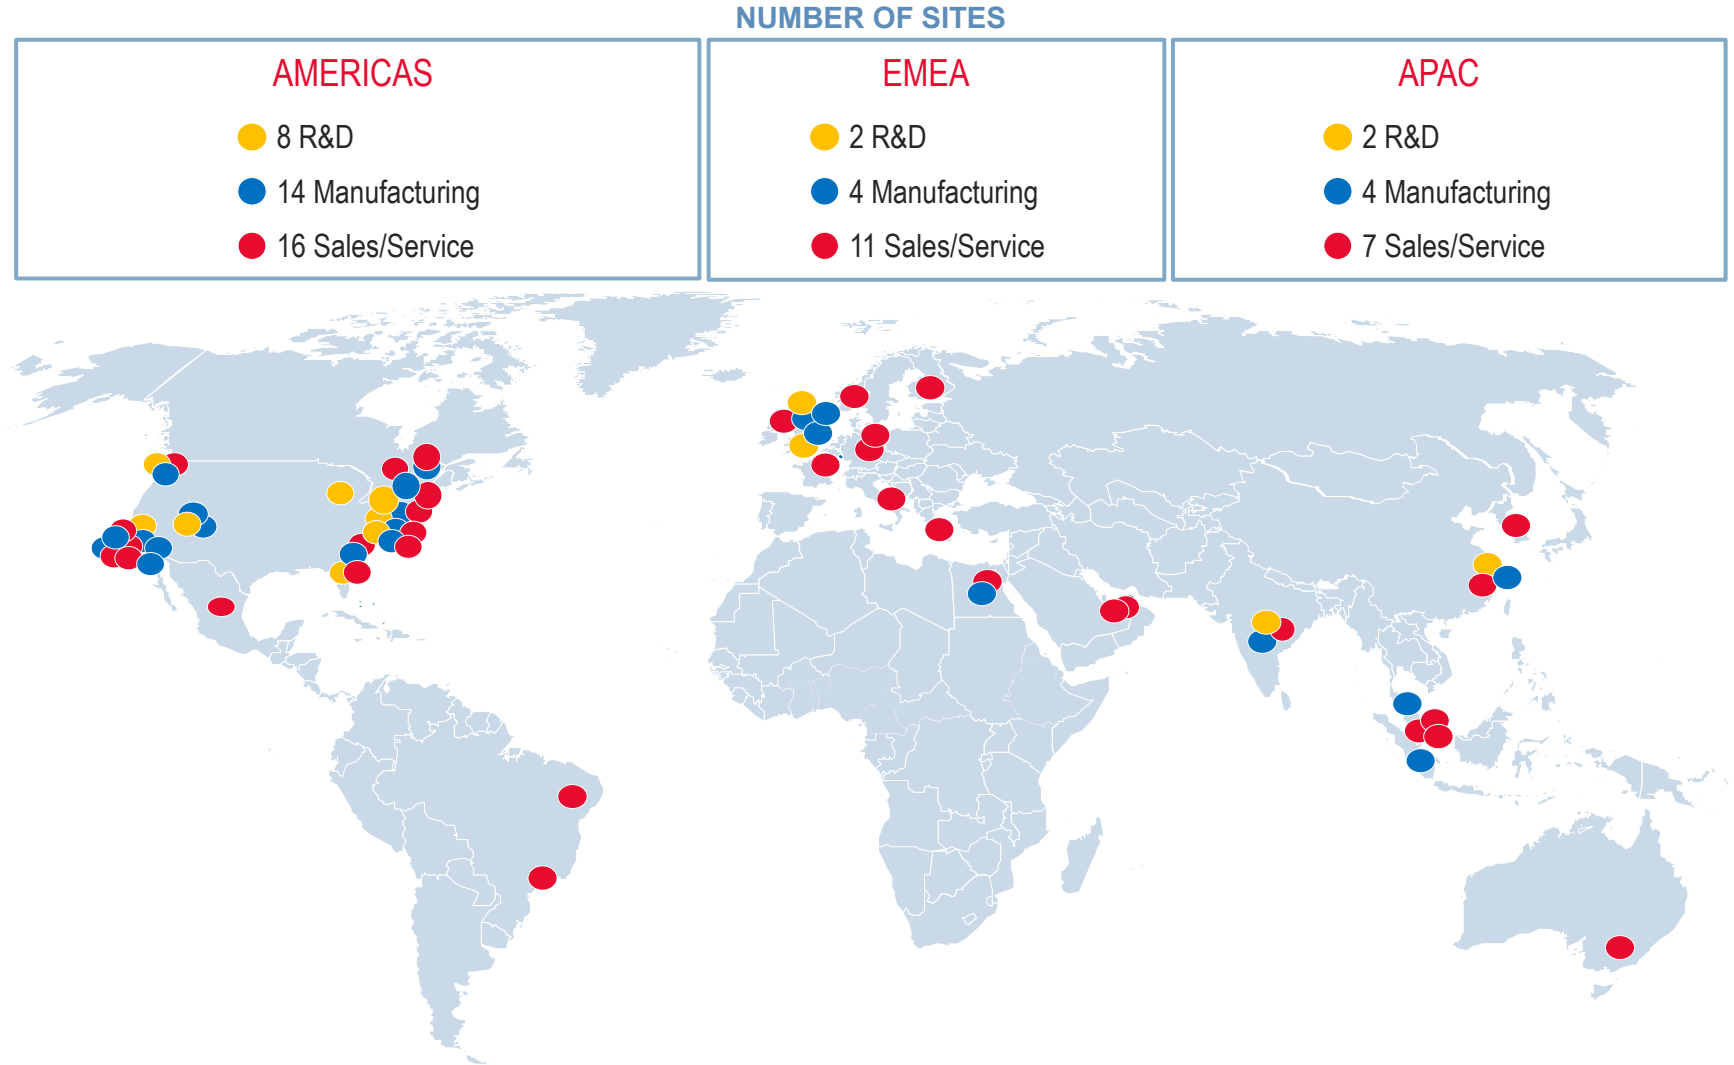 NUMBER OF SITES
AMERICAS
8 R&D
14 Manufacturing
16 Sales/Service
EMEA
2 R&D
4 Manufacturing
11 Sales/Service
APAC
2 R&D
4 Manufacturing
7 Sales/Service